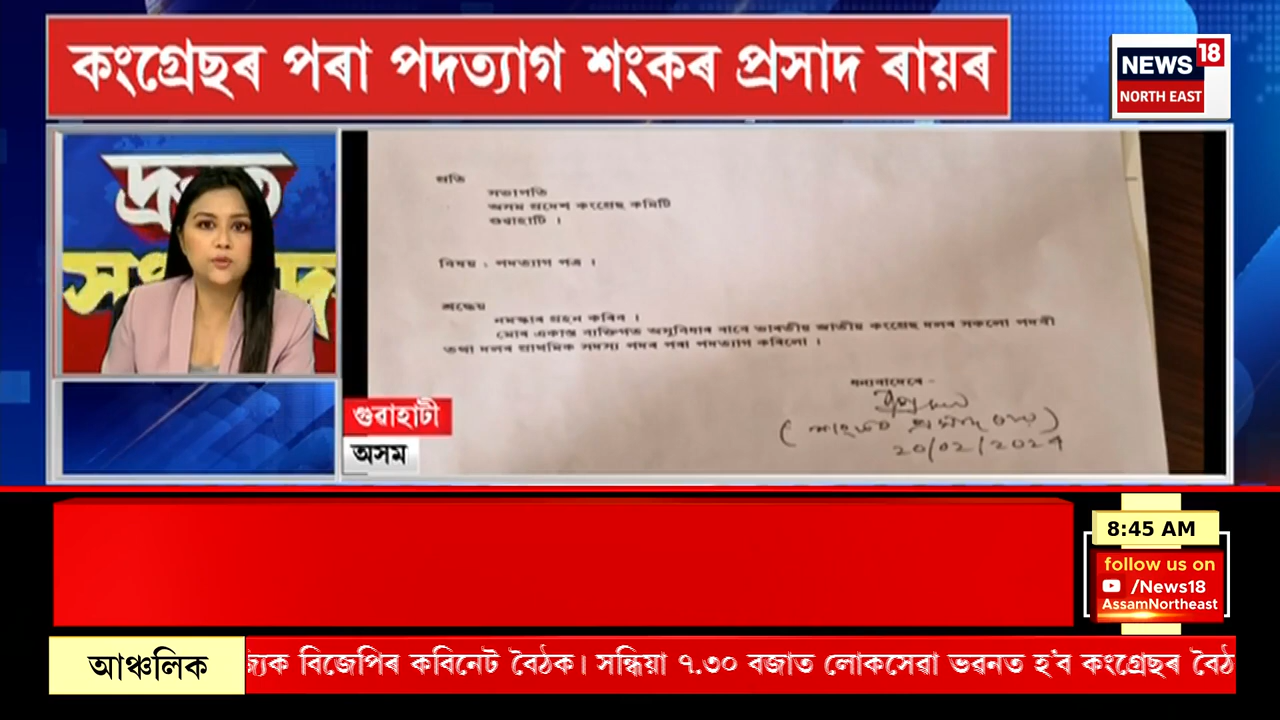 কংগ্ৰেছৰ পৰা পদত্যাগ শংকৰ প্ৰসাদ ৰায়ৰ
NEWS 18
NORTH EAST
দ্ৰুত
সংবাদ
প্ৰতি
সভাপতি
অসম প্ৰদেশ কংগ্ৰেছ কমিটি
গুৱাহাটি ।
বিষয় : পদত্যাগ পত্ৰ ।
শ্ৰদ্ধেয়
নমস্কাৰ গ্ৰহন কৰিব ।
মোৰ একান্ত ব্যক্তিগত অসুবিধাৰ বাবে ভাৰতীয় জাতীয় কংগ্ৰেছ দলৰ সকলো পদবী
তথা দলৰ প্ৰাথমিক সদস্য পদৰ পৰা পদত্যাগ কৰিলো ।
ধন্যবাদেৰে -
20/02/2024
গুৱাহাটী
অসম
8:45 AM
follow us on
/News18
AssamNortheast
আঞ্চলিক
জ্যিক বিজেপিৰ কবিনেট বৈঠক। সন্ধিয়া ৭.৩০ বজাত লোকসেৱা ভৱনত হ'ব কংগ্ৰেছৰ বৈঠ